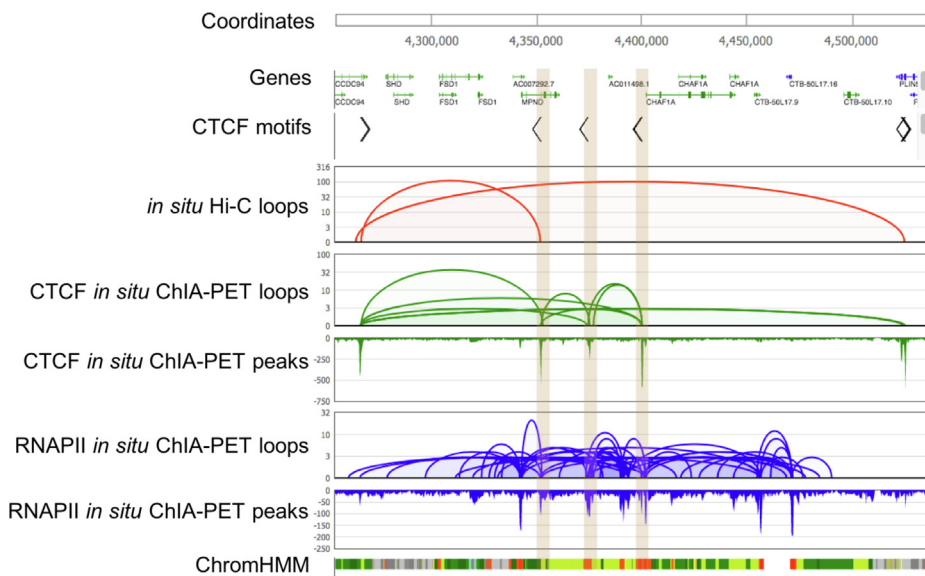 Coordinates
4,300,000 4,350,000 4,400,000 4,450,000 4,500,000
Genes
CCDC94 SHD FSD1 AC007292.7 AC011498.1 CHAF1A CHAF1A CTB-50L17.16 PLIN5
CCDC94 SHD FSD1 FSD1 MPND CHAF1A CTB-50L17.9 CTB-50L17.10 F
CTCF motifs
in situ Hi-C loops
316
100
32
10
3
0
CTCF in situ ChIA-PET loops
100
32
10
3
0
CTCF in situ ChIA-PET peaks
0
-250
-500
-750
RNAPII in situ ChIA-PET loops
32
10
3
0
RNAPII in situ ChIA-PET peaks
0
-50
-100
-150
-200
-250
ChromHMM